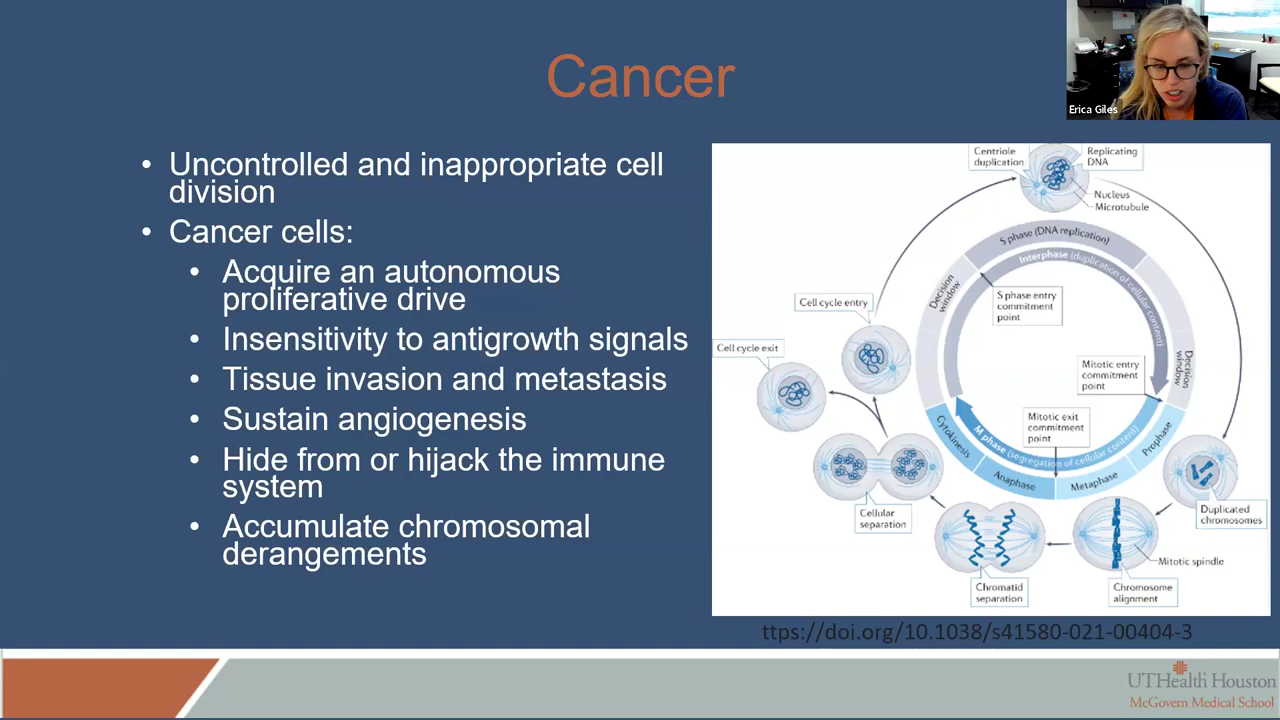 Cancer
Erica Giles
• Uncontrolled and inappropriate cell
division
• Cancer cells:
• Acquire an autonomous
proliferative drive
• Insensitivity to antigrowth signals
• Tissue invasion and metastasis
• Sustain angiogenesis
• Hide from or hijack the immune
system
• Accumulate chromosomal
derangements
Centriole
duplication
Replicating
DNA
Nucleus
Microtubule
S phase (DNA replication)
Interphase (duplication of cellular content)
Decision
window
S phase entry
commitment
point
Cell cycle entry
Cell cycle exit
Mitotic entry
commitment
point
Decision
window
Mitotic exit
commitment
point
M phase (segregation of cellular content)
Cytokinesis
Anaphase
Metaphase
Prophase
Cellular
separation
Duplicated
chromosomes
Mitotic spindle
Chromatid
separation
Chromosome
alignment
ttps://doi.org/10.1038/s41580-021-00404-3
UTHealth Houston
McGovern Medical School